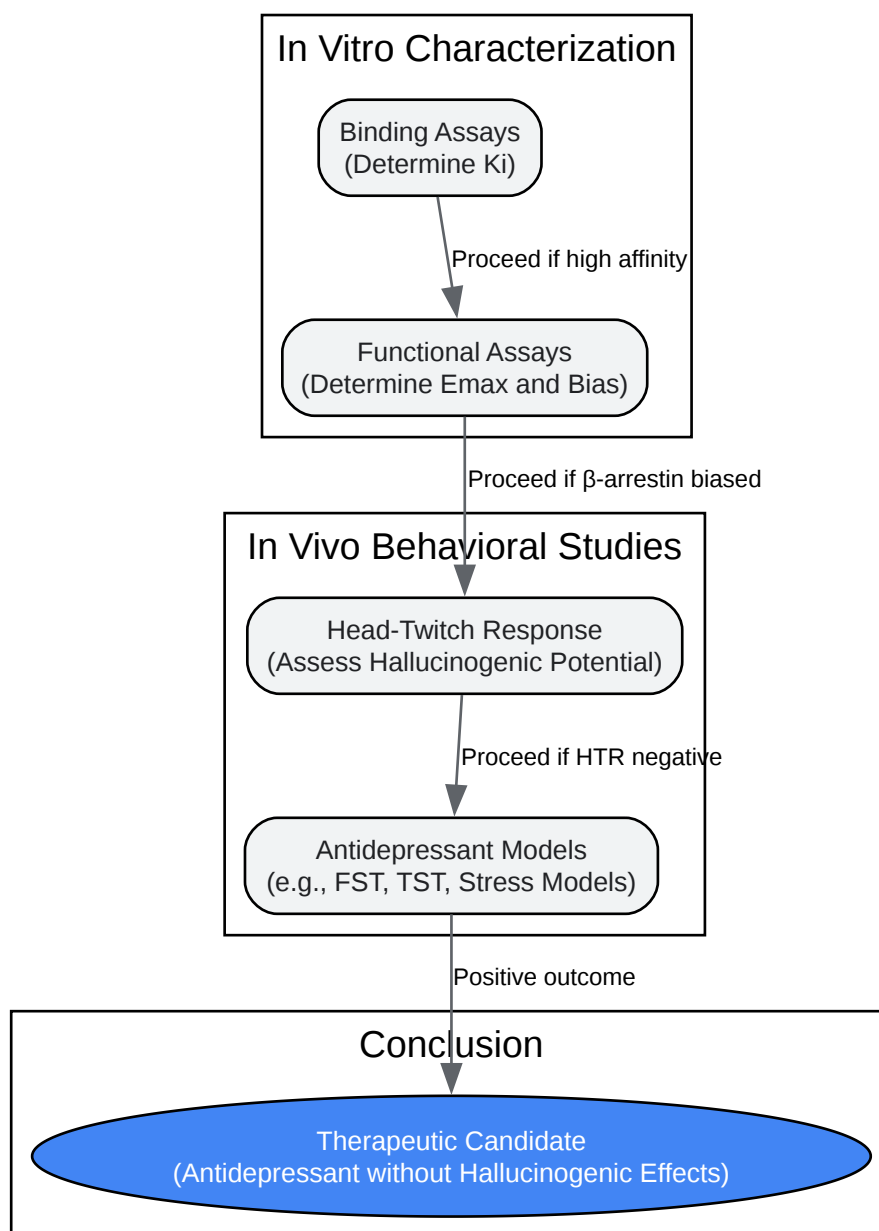 In Vitro Characterization
Binding Assays
(Determine Ki)
Proceed if high affinity
Functional Assays
(Determine Emax and Bias)
Proceed if β-arrestin biased
In Vivo Behavioral Studies
Head-Twitch Response
(Assess Hallucinogenic Potential)
Proceed if HTR negative
Antidepressant Models
(e.g., FST, TST, Stress Models)
Positive outcome
Conclusion
Therapeutic Candidate
(Antidepressant without Hallucinogenic Effects)